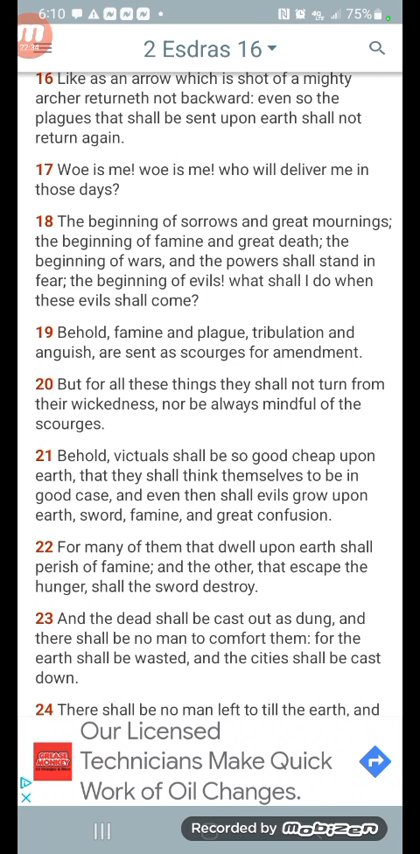 6:10
4G
75%
22:34
2 Esdras 16
16 Like as an arrow which is shot of a mighty
archer returneth not backward: even so the
plagues that shall be sent upon earth shall not
return again.
17 Woe is me! woe is me! who will deliver me in
those days?
18 The beginning of sorrows and great mournings;
the beginning of famine and great death; the
beginning of wars, and the powers shall stand in
fear; the beginning of evils! what shall I do when
these evils shall come?
19 Behold, famine and plague, tribulation and
anguish, are sent as scourges for amendment.
20 But for all these things they shall not turn from
their wickedness, nor be always mindful of the
scourges.
21 Behold, victuals shall be so good cheap upon
earth, that they shall think themselves to be in
good case, and even then shall evils grow upon
earth, sword, famine, and great confusion.
22 For many of them that dwell upon earth shall
perish of famine; and the other, that escape the
hunger, shall the sword destroy.
23 And the dead shall be cast out as dung, and
there shall be no man to comfort them: for the
earth shall be wasted, and the cities shall be cast
down.
24 There shall be no man left to till the earth, and
GREASE
MONKEY
Our Licensed
Technicians Make Quick
Work of Oil Changes.
Recorded by mobizen